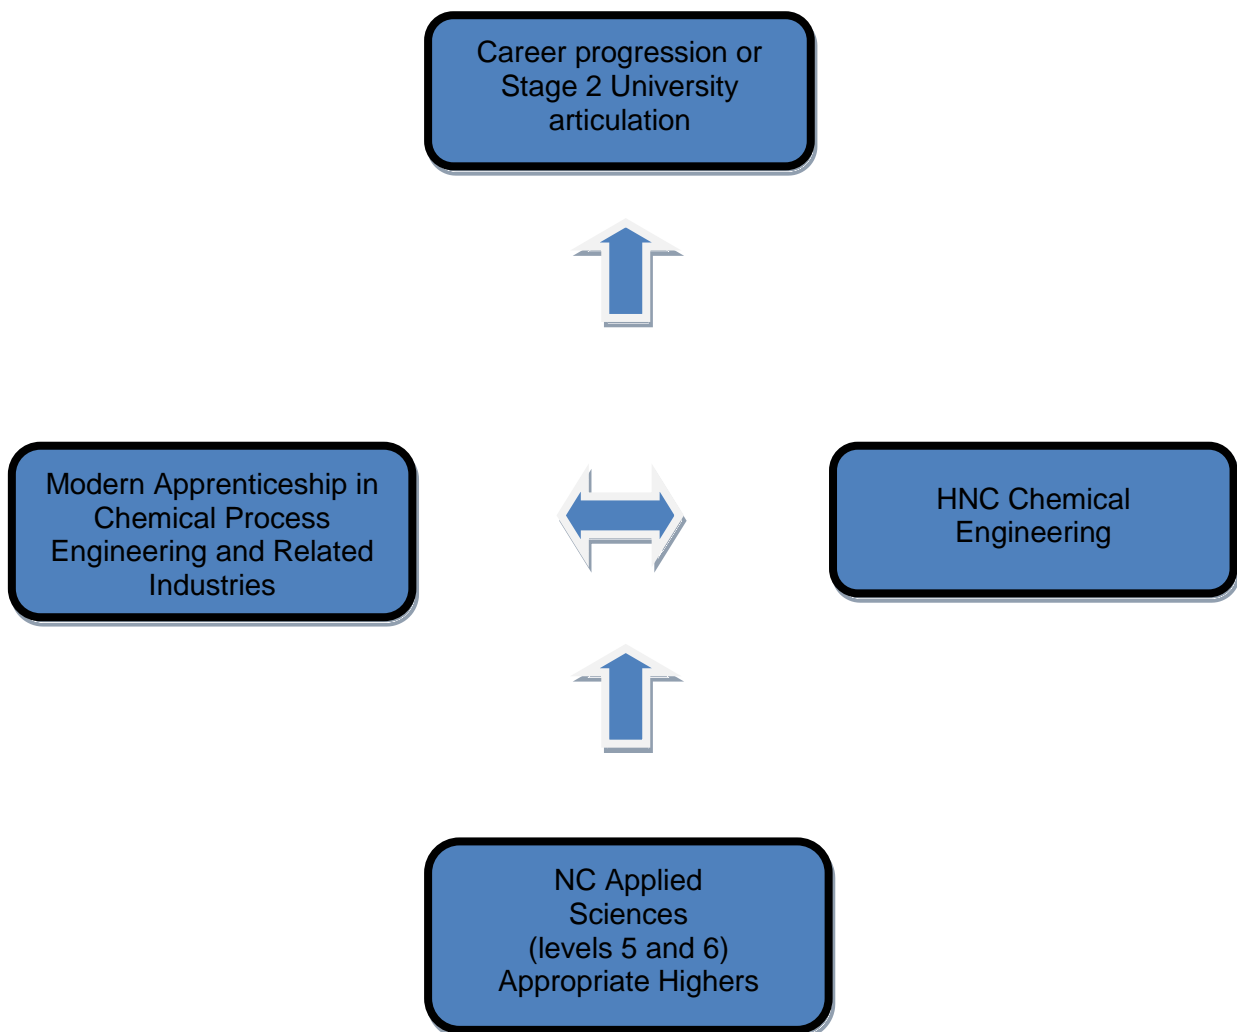 Career progression or
Stage 2 University
articulation
Modern Apprenticeship in
Chemical Process
Engineering and Related
Industries
HNC Chemical
Engineering
NC Applied
Sciences
(levels 5 and 6)
Appropriate Highers